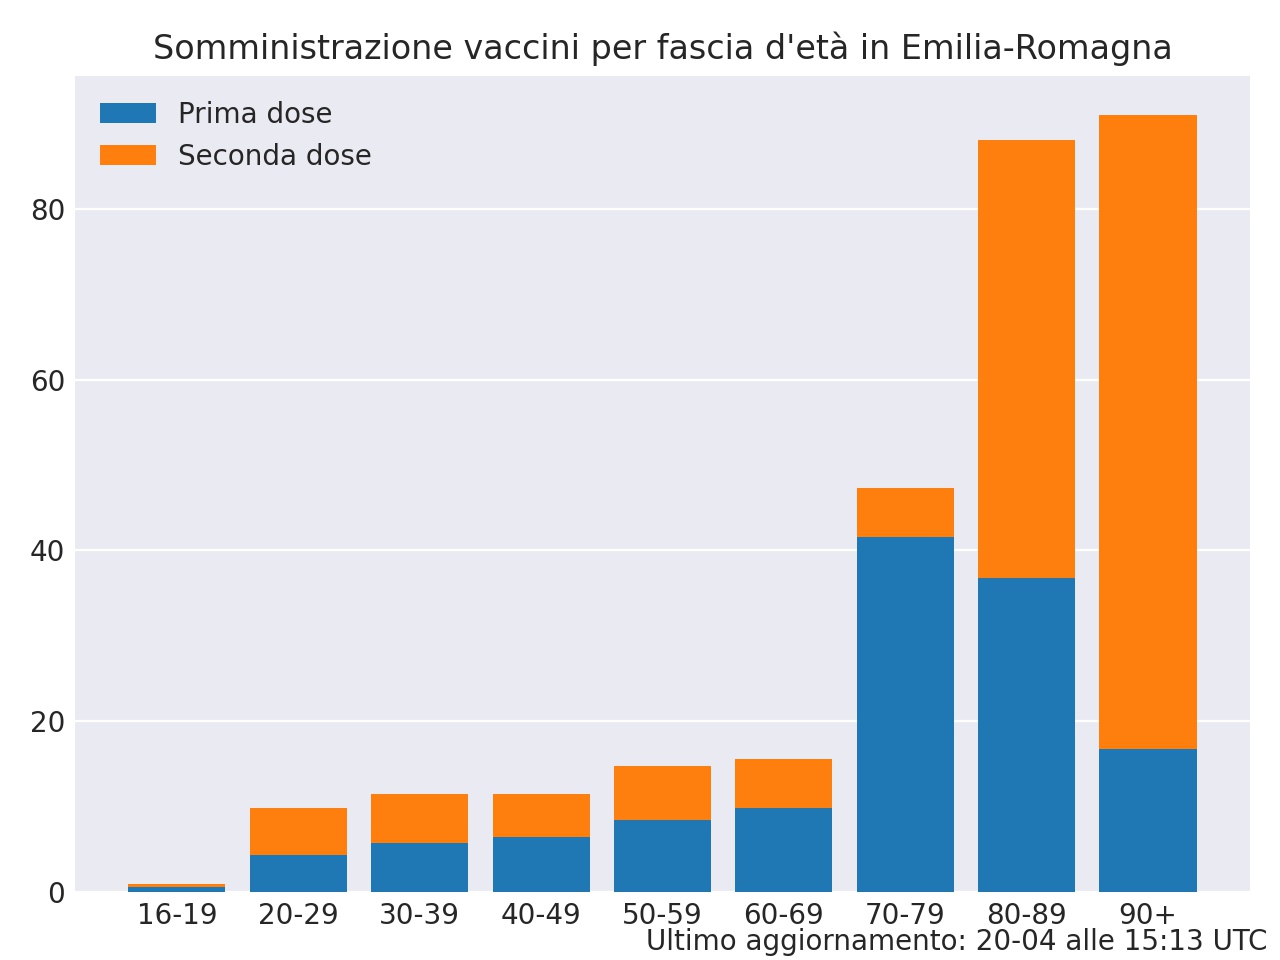 Somministrazione vaccini per fascia d'età in Emilia-Romagna
Prima dose
Seconda dose
80
60
40
20
0
16-19 20-29 30-39 40-49 50-59 60-69 70-79 80-89 90+
Ultimo aggiornamento: 20-04 alle 15:13 UTC